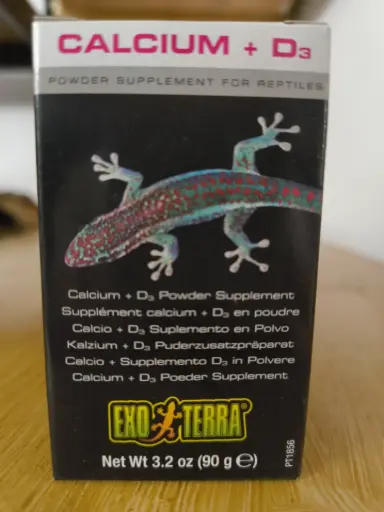 CALCIUM + D3
POWDER SUPPLEMENT FOR REPTILES
Calcium + D3 Powder Supplement
Supplément calcium + D3 en poudre
Calcio + D3 Suplemento en Polvo
Kalzium + D3 Puderzusatzpräparat
Calcio + Supplemento D3 in Polvere
Calcium + D3 Poeder Supplement
EXO TERRA®
Net Wt 3.2 oz (90 g ℮)
PT1856